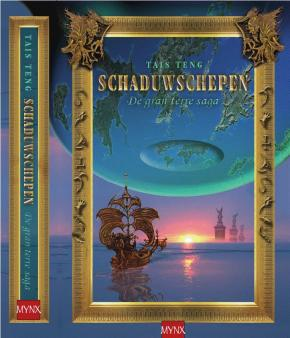 TAIS TENG
SCHADUWSCHEPEN
De gran terre saga
MYNX
TAIS TENG
SCHADUWSCHEPEN
De gran terre saga
MYNX